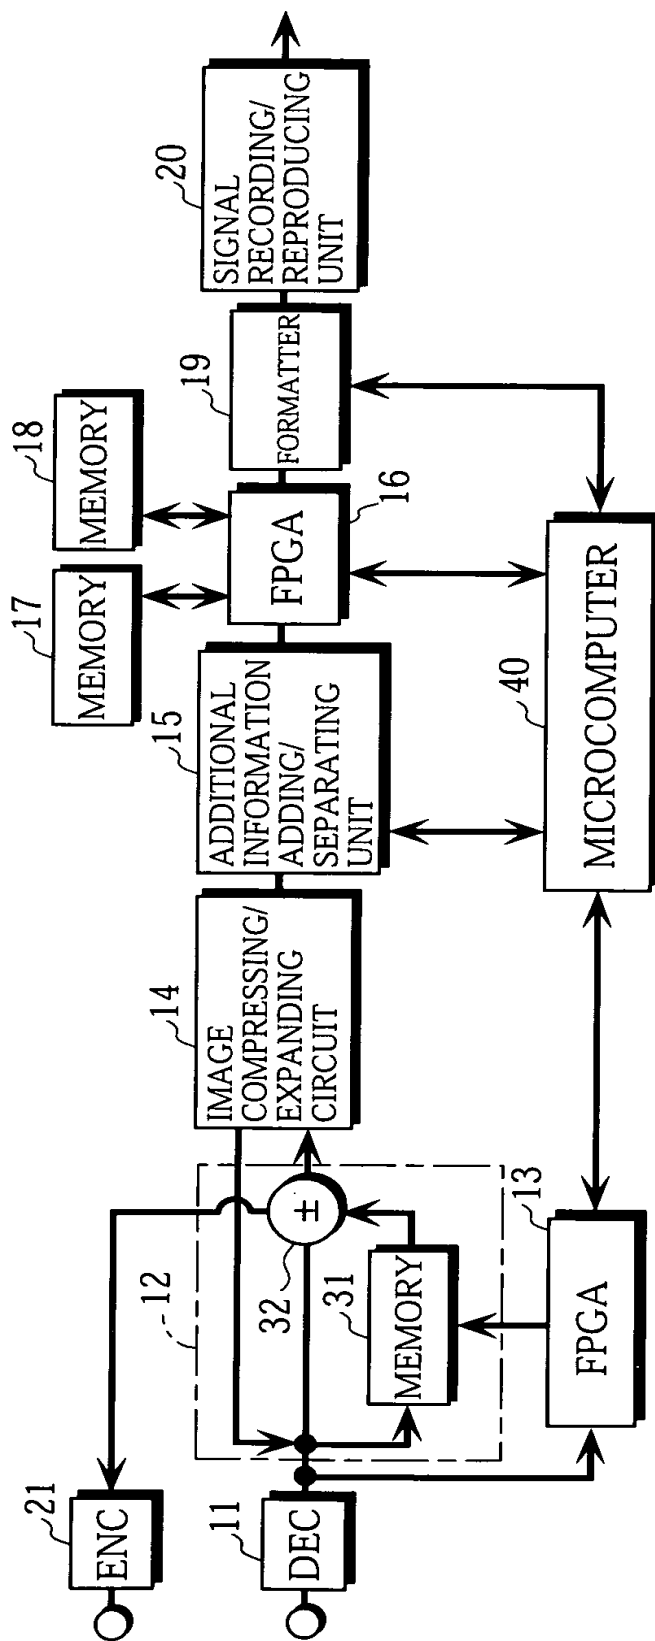 21
ENC
11
DEC
12
32
±
31
MEMORY
13
FPGA
14
IMAGE
COMPRESSING/
EXPANDING
CIRCUIT
15
ADDITIONAL
INFORMATION
ADDING/
SEPARATING
UNIT
17
MEMORY
18
MEMORY
FPGA
16
19
FORMATTER
20
SIGNAL
RECORDING/
REPRODUCING
UNIT
40
MICROCOMPUTER